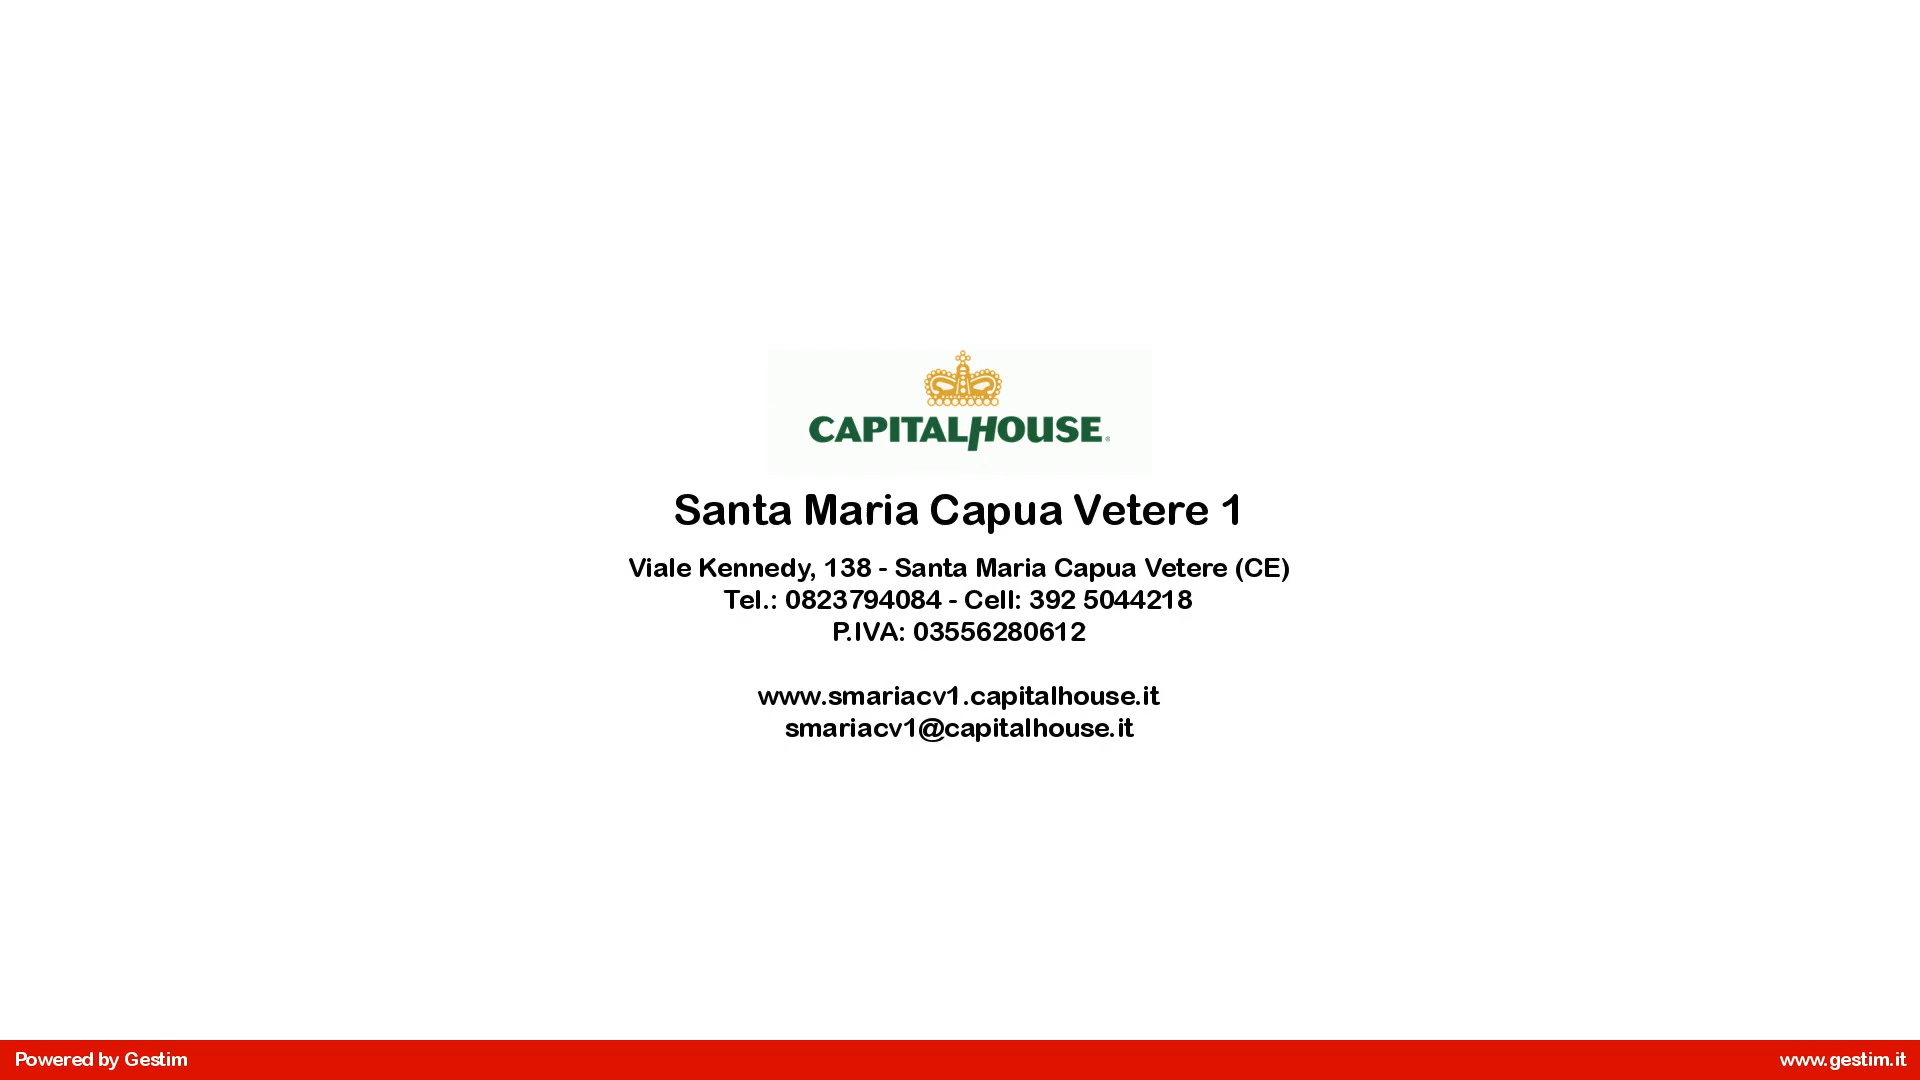 CAPITALHOUSE
Santa Maria Capua Vetere 1
Viale Kennedy, 138 - Santa Maria Capua Vetere (CE)
Tel.: 0823794084 - Cell: 392 5044218
P.IVA: 03556280612
www.smariacv1.capitalhouse.it
smariacv1@capitalhouse.it
Powered by Gestim
www.gestim.it